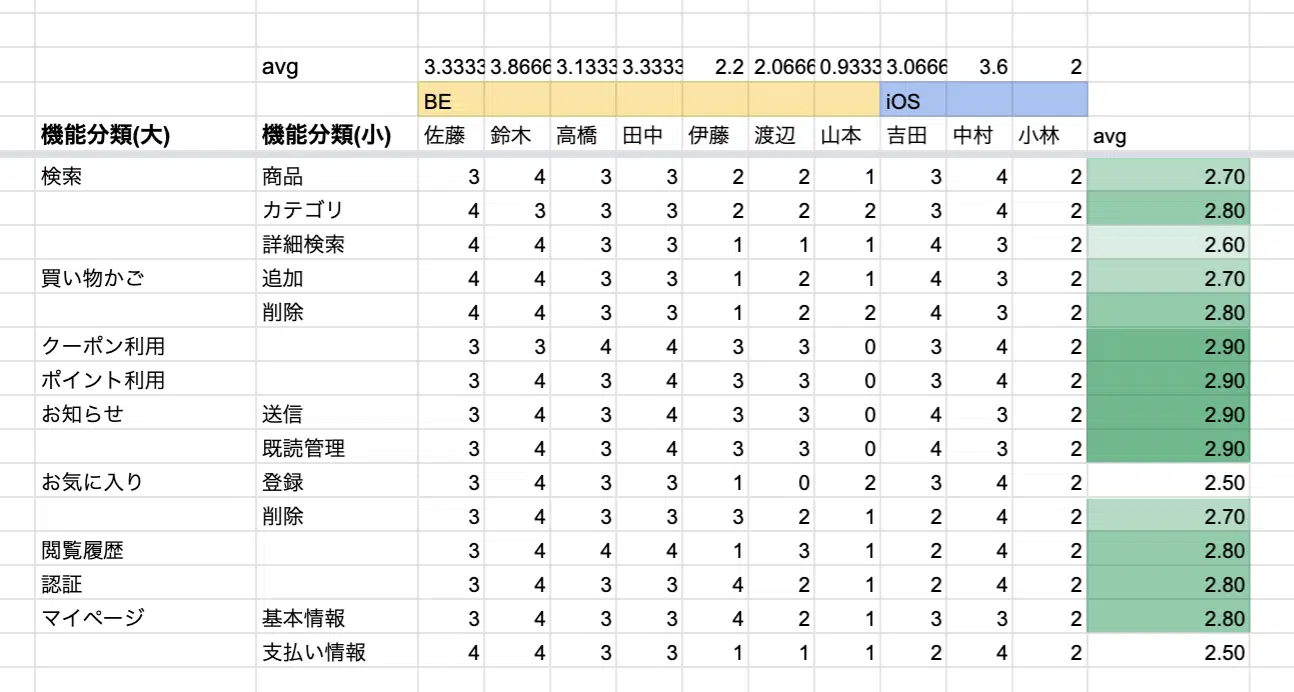 avg 3.3333 3.8666 3.1333 3.3333 2.2 2.0666 0.9333 3.0666 3.6 2
BE iOS
機能分類(大) 機能分類(小) 佐藤 鈴木 高橋 田中 伊藤 渡辺 山本 吉田 中村 小林 avg
検索 商品 3 4 3 3 2 2 1 3 4 2 2.70
カテゴリ 4 3 3 3 2 2 2 3 4 2 2.80
詳細検索 4 4 3 3 1 1 1 4 3 2 2.60
買い物かご 追加 4 4 3 3 1 2 1 4 3 2 2.70
削除 4 4 3 3 1 2 2 4 3 2 2.80
クーポン利用 3 3 4 4 3 3 0 3 4 2 2.90
ポイント利用 3 4 3 4 3 3 0 3 4 2 2.90
お知らせ 送信 3 4 3 4 3 3 0 4 3 2 2.90
既読管理 3 4 3 4 3 3 0 4 3 2 2.90
お気に入り 登録 3 4 3 3 1 0 2 3 4 2 2.50
削除 3 4 3 3 3 2 1 2 4 2 2.70
閲覧履歴 3 4 4 4 1 3 1 2 4 2 2.80
認証 3 4 3 3 4 2 1 2 4 2 2.80
マイページ 基本情報 3 4 3 3 4 2 1 3 3 2 2.80
支払い情報 4 4 3 3 1 1 1 2 4 2 2.50